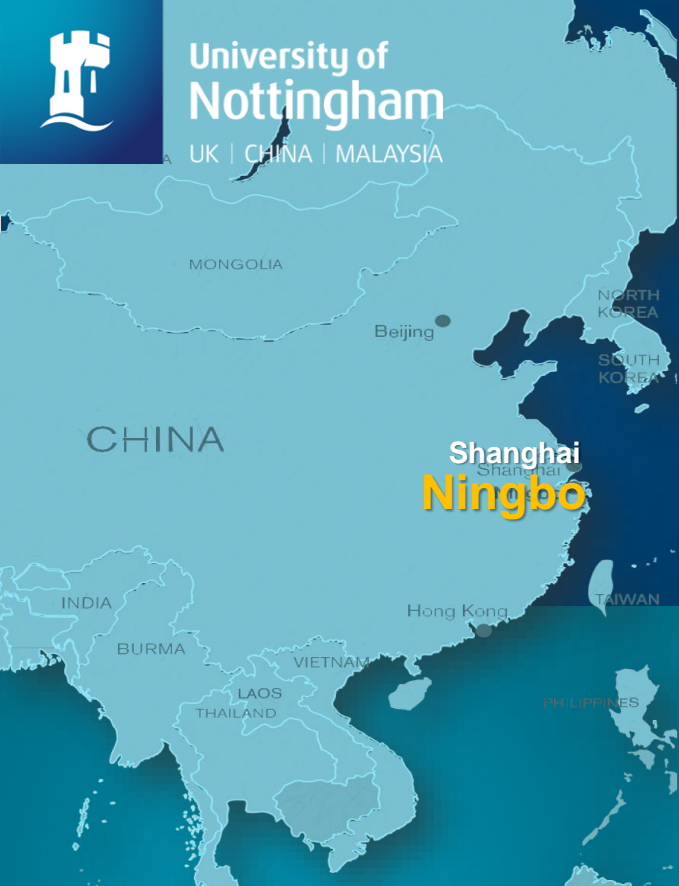 University of
Nottingham
A
UK | CHINA | MALAYSIA
MONGOLIA
NORTH
KOREA
Beijing
SOUTH
KOREA
CHINA
Shanghai
Shanghai
Ningbo
Ningbo
INDIA
TAIWAN
Hong Kong
BURMA
VIETNAM
LAOS
PHILIPPINES
THAILAND